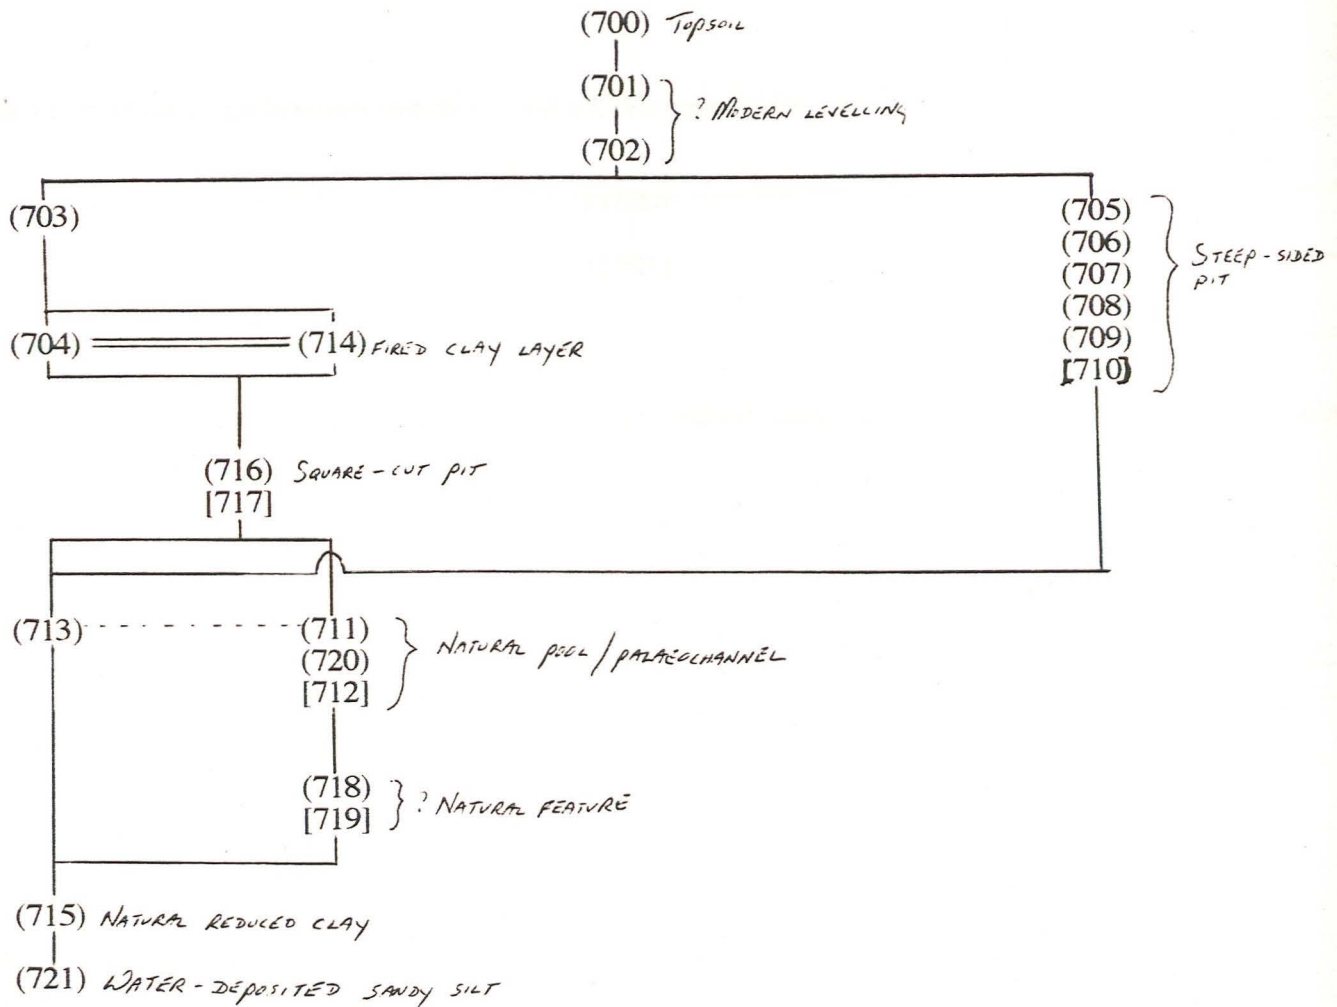 (700) TOPSOIL
(701)
? MODERN LEVELLING
(702)
(703)
(705)
(706)
(707)
(708)
(709)
[710]
STEEP-SIDED
PIT
(704) (714) FIRED CLAY LAYER
(716) SQUARE-CUT PIT
[717]
(713) (711)
(720)
[712]
NATURAL POOL/PALAEOCHANNEL
(718)
[719]
? NATURAL FEATURE
(715) NATURAL REDUCED CLAY
(721) WATER-DEPOSITED SANDY SILT